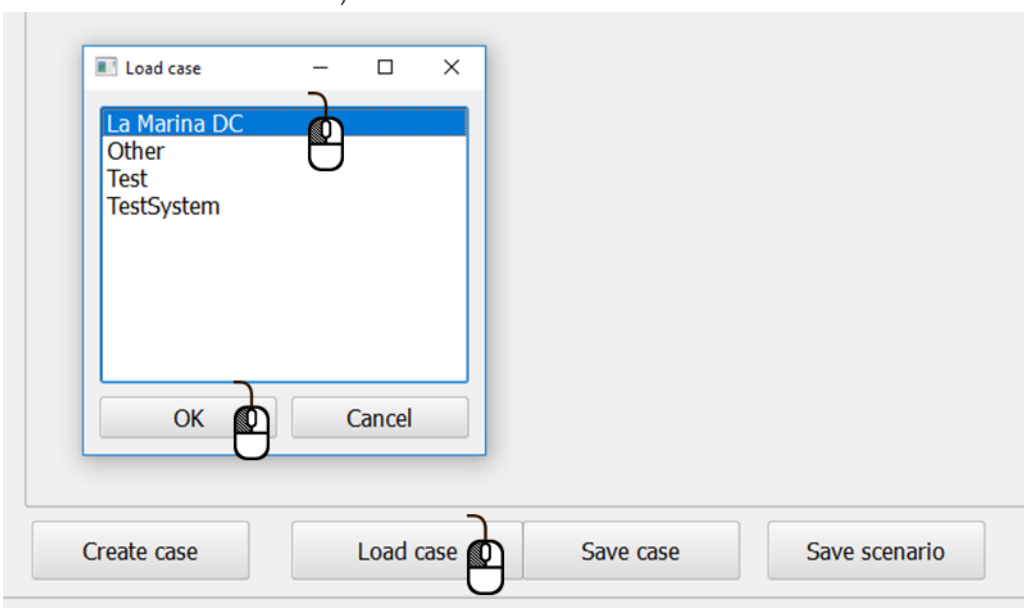 Load case
La Marina DC
Other
Test
TestSystem
OK Cancel
Create case Load case Save case Save scenario